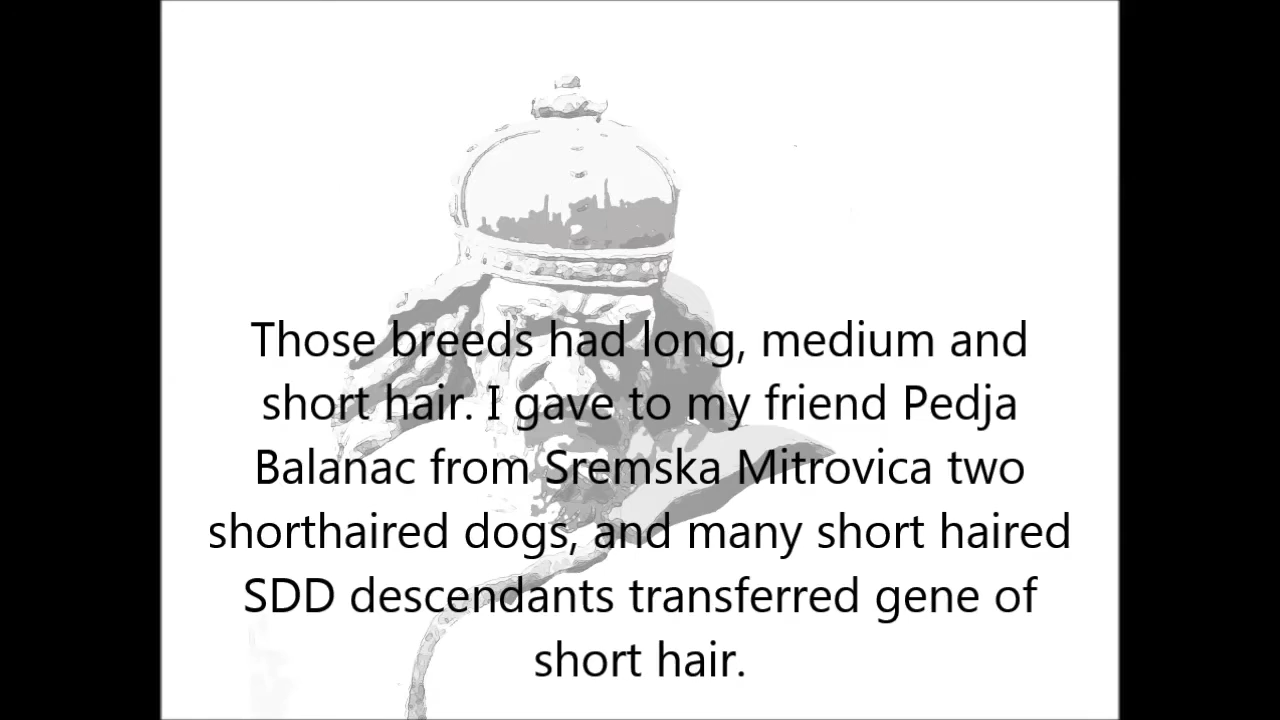 Those breeds had long, medium and
short hair. I gave to my friend Pedja
Balanac from Sremska Mitrovica two
shorthaired dogs, and many short haired
SDD descendants transferred gene of
short hair.